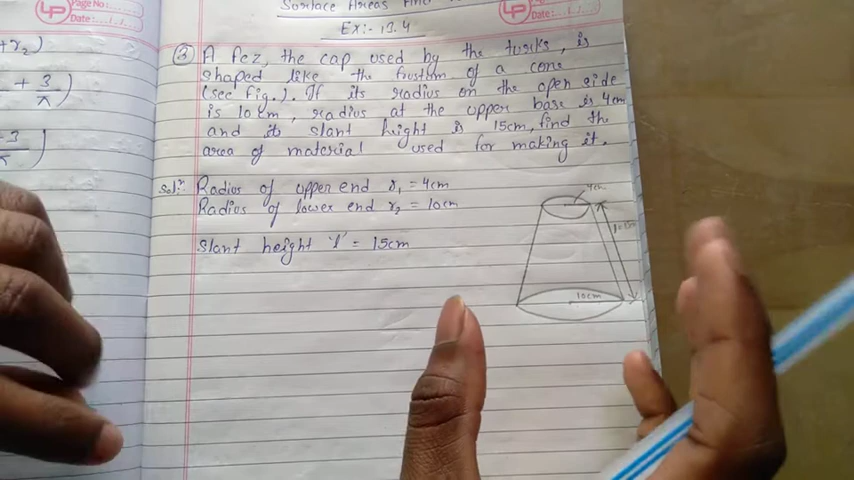 Surface Areas And
Ex:- 13.4
Page No :
Date :
Date :
+r₂)
+ 3/π)
-3/π)
③ A fez, the cap used by the turks, is
shaped like the frustum of a cone
(see fig.). If its radius on the open side
is 10cm, radius at the upper base is 4cm
and its slant height is 15cm, find the
area of material used for making it.
Sol:- Radius of upper end r₁ = 4cm
Radius of lower end r₂ = 10cm
Slant height 'l' = 15cm
4cm
10cm